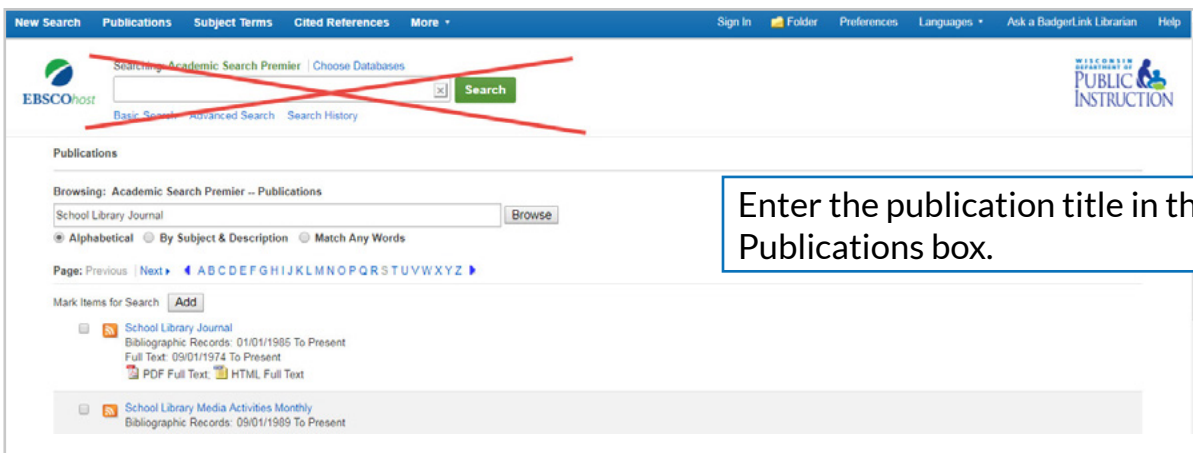 New Search Publications Subject Terms Cited References More Sign In Folder Preferences Languages Ask a BadgerLink Librarian Help
Searching: Academic Search Premier | Choose Databases
Search
EBSCOhost
Basic Search Advanced Search Search History
WISCONSIN
DEPARTMENT OF
PUBLIC
INSTRUCTION
Publications
Browsing: Academic Search Premier -- Publications
School Library Journal Browse
Alphabetical By Subject & Description Match Any Words
Page: Previous | Next A B C D E F G H I J K L M N O P Q R S T U V W X Y Z
Enter the publication title in th
Publications box.
Mark Items for Search Add
School Library Journal
Bibliographic Records: 01/01/1985 To Present
Full Text: 09/01/1974 To Present
PDF Full Text; HTML Full Text
School Library Media Activities Monthly
Bibliographic Records: 09/01/1989 To Present